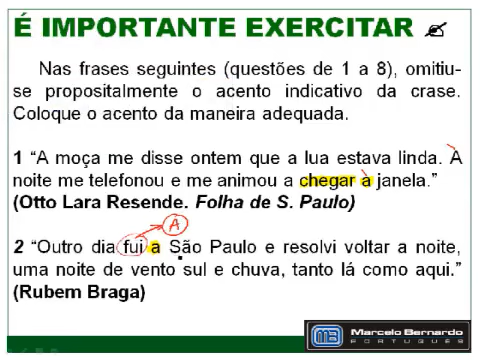 É IMPORTANTE EXERCITAR
Nas frases seguintes (questões de 1 a 8), omitiu-
se propositalmente o acento indicativo da crase.
Coloque o acento da maneira adequada.
1 “A moça me disse ontem que a lua estava linda. À
noite me telefonou e me animou a chegar à janela.”
(Otto Lara Resende. Folha de S. Paulo)
A
2 “Outro dia fui a São Paulo e resolvi voltar a noite,
uma noite de vento sul e chuva, tanto lá como aqui.”
(Rubem Braga)
MB Marcelo Bernardo
PORTUGUÊS